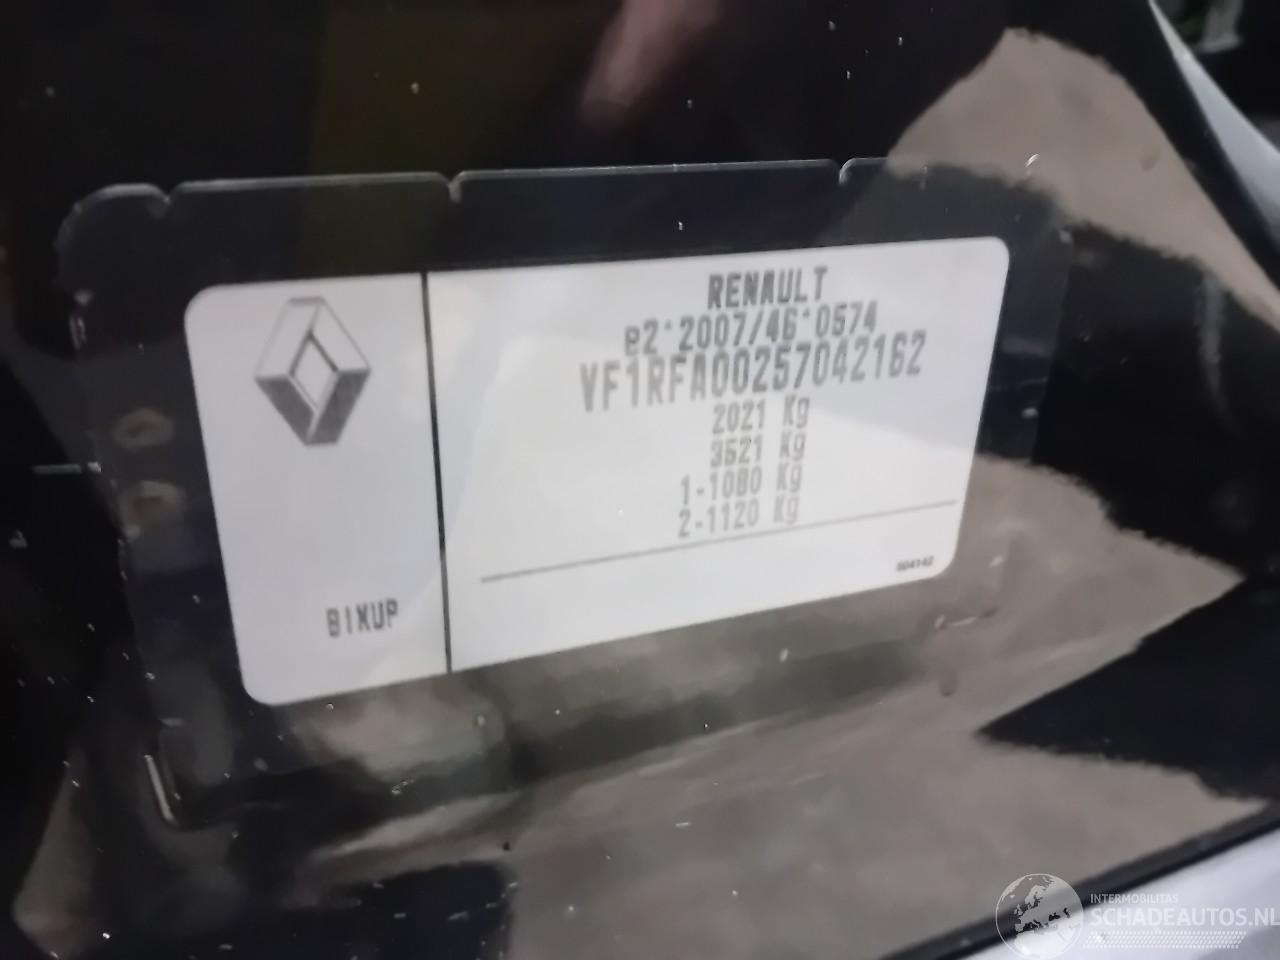 RENAULT
e2*2007/46*0574
VF1RFA00257042162
2021 Kg
3621 Kg
1-1080 Kg
2-1120 Kg
504142
BIXUP
INTERMOBILITAS
SCHADEAUTOS.NL